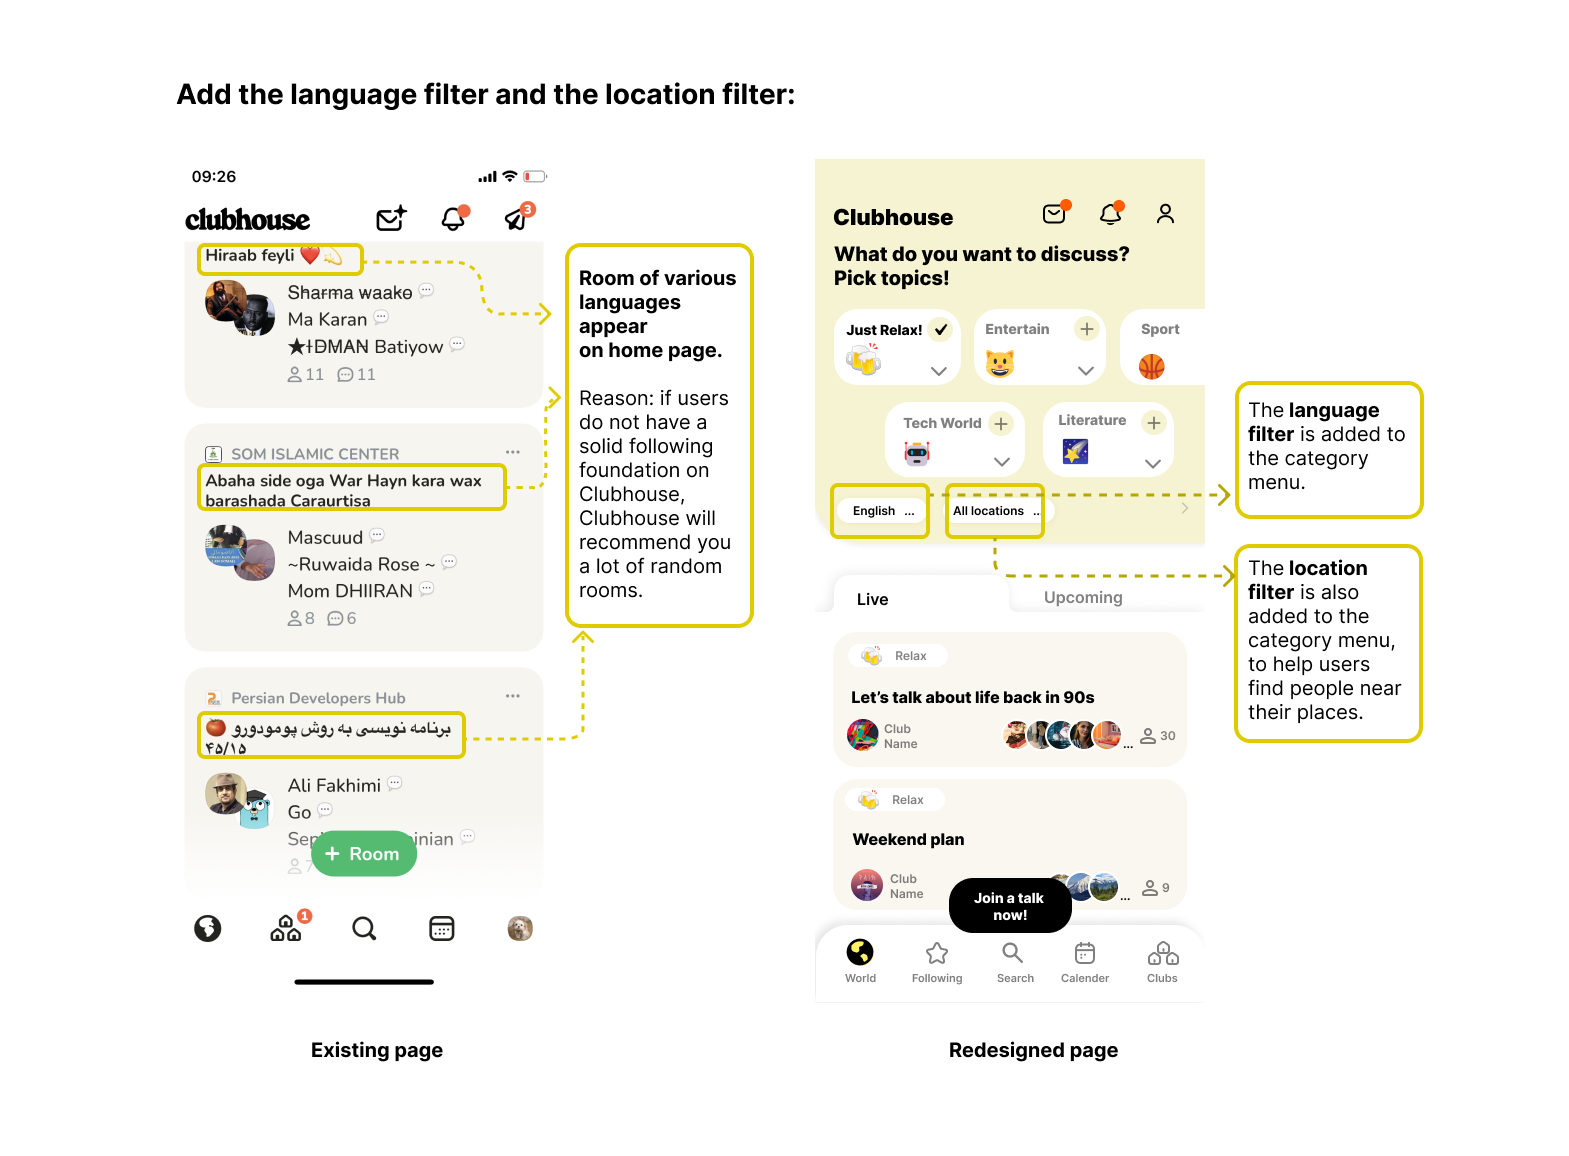 Add the language filter and the location filter:
09:26
clubhouse
3
Hiraab feyli ❤️💫
Sharma waako
Ma Karan
★ƗĐMAN Batiyow
11 11
SOM ISLAMIC CENTER
Abaha side oga War Hayn kara wax
barashada Caraurtisa
Mascuud
~Ruwaida Rose ~
Mom DHIIRAN
8 6
Persian Developers Hub
برنامه نویسی به روش پومودورو 🍅
۴۵/۱۵
Ali Fakhimi
Go
+ Room
1
Existing page
Room of various
languages
appear
on home page.
Reason: if users
do not have a
solid following
foundation on
Clubhouse,
Clubhouse will
recommend you
a lot of random
rooms.
Clubhouse
What do you want to discuss?
Pick topics!
Just Relax!
Entertain
Sport
Tech World
Literature
English ...
All locations ...
Live
Upcoming
Relax
Let's talk about life back in 90s
Club
Name
... 30
Relax
Weekend plan
Club
Name
... 9
Join a talk
now!
World
Following
Search
Calender
Clubs
Redesigned page
The language
filter is added to
the category
menu.
The location
filter is also
added to the
category menu,
to help users
find people near
their places.